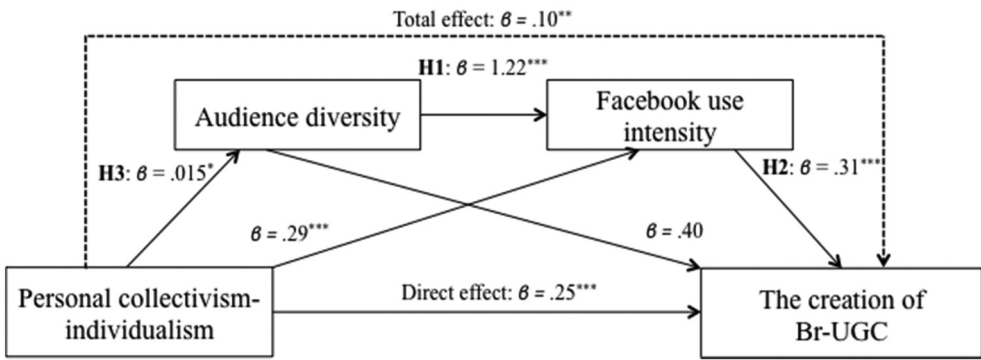 Total effect: β = .10**
H1: β = 1.22***
Audience diversity
Facebook use
intensity
H3: β = .015*
H2: β = .31***
β = .29***
β = .40
Personal collectivism-
individualism
Direct effect: β = .25***
The creation of
Br-UGC